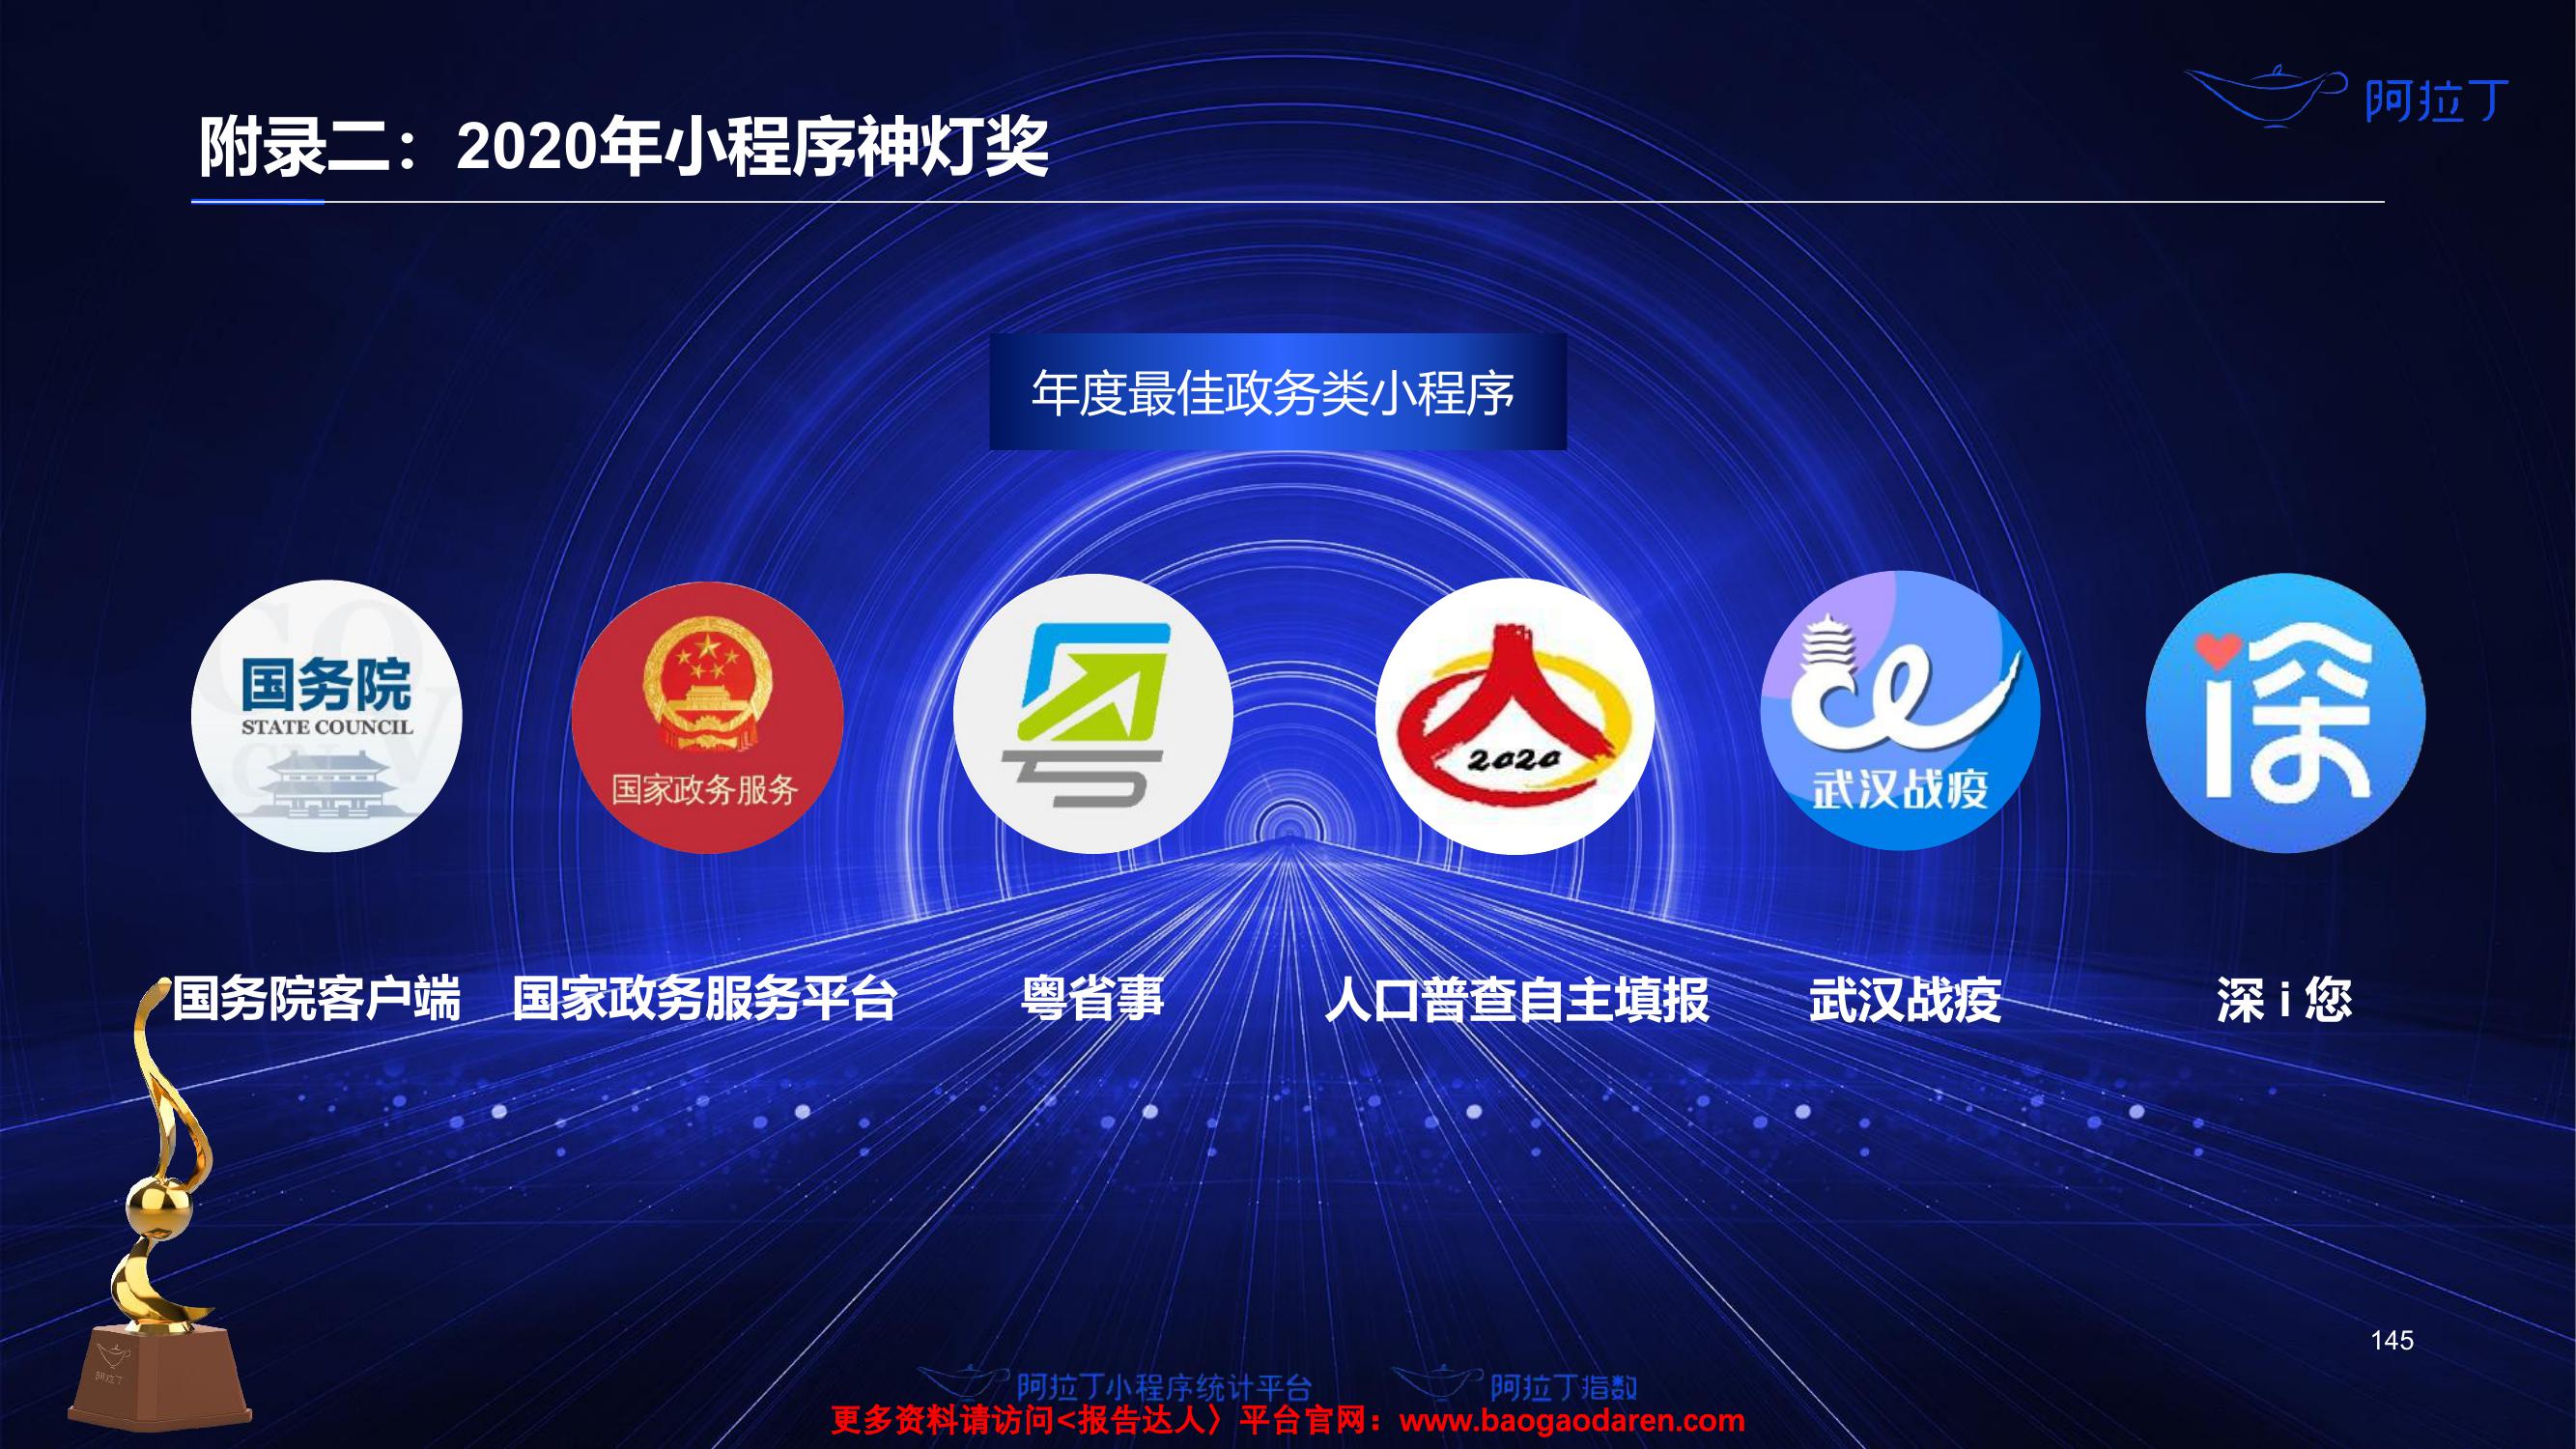 阿拉丁
附录二：2020年小程序神灯奖
年度最佳政务类小程序
国务院
STATE COUNCIL
国家政务服务
2020
武汉战疫
深
国务院客户端
国家政务服务平台
粤省事
人口普查自主填报
武汉战疫
深 i 您
阿拉丁
145
阿拉丁小程序统计平台
阿拉丁指数
更多资料请访问<报告达人〉平台官网：www.baogaodaren.com